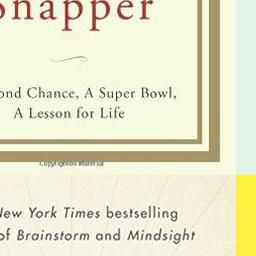 Snapper
ond Chance, A Super Bowl,
A Lesson for Life
Copyrighted Material
New York Times bestselling
of Brainstorm and Mindsight